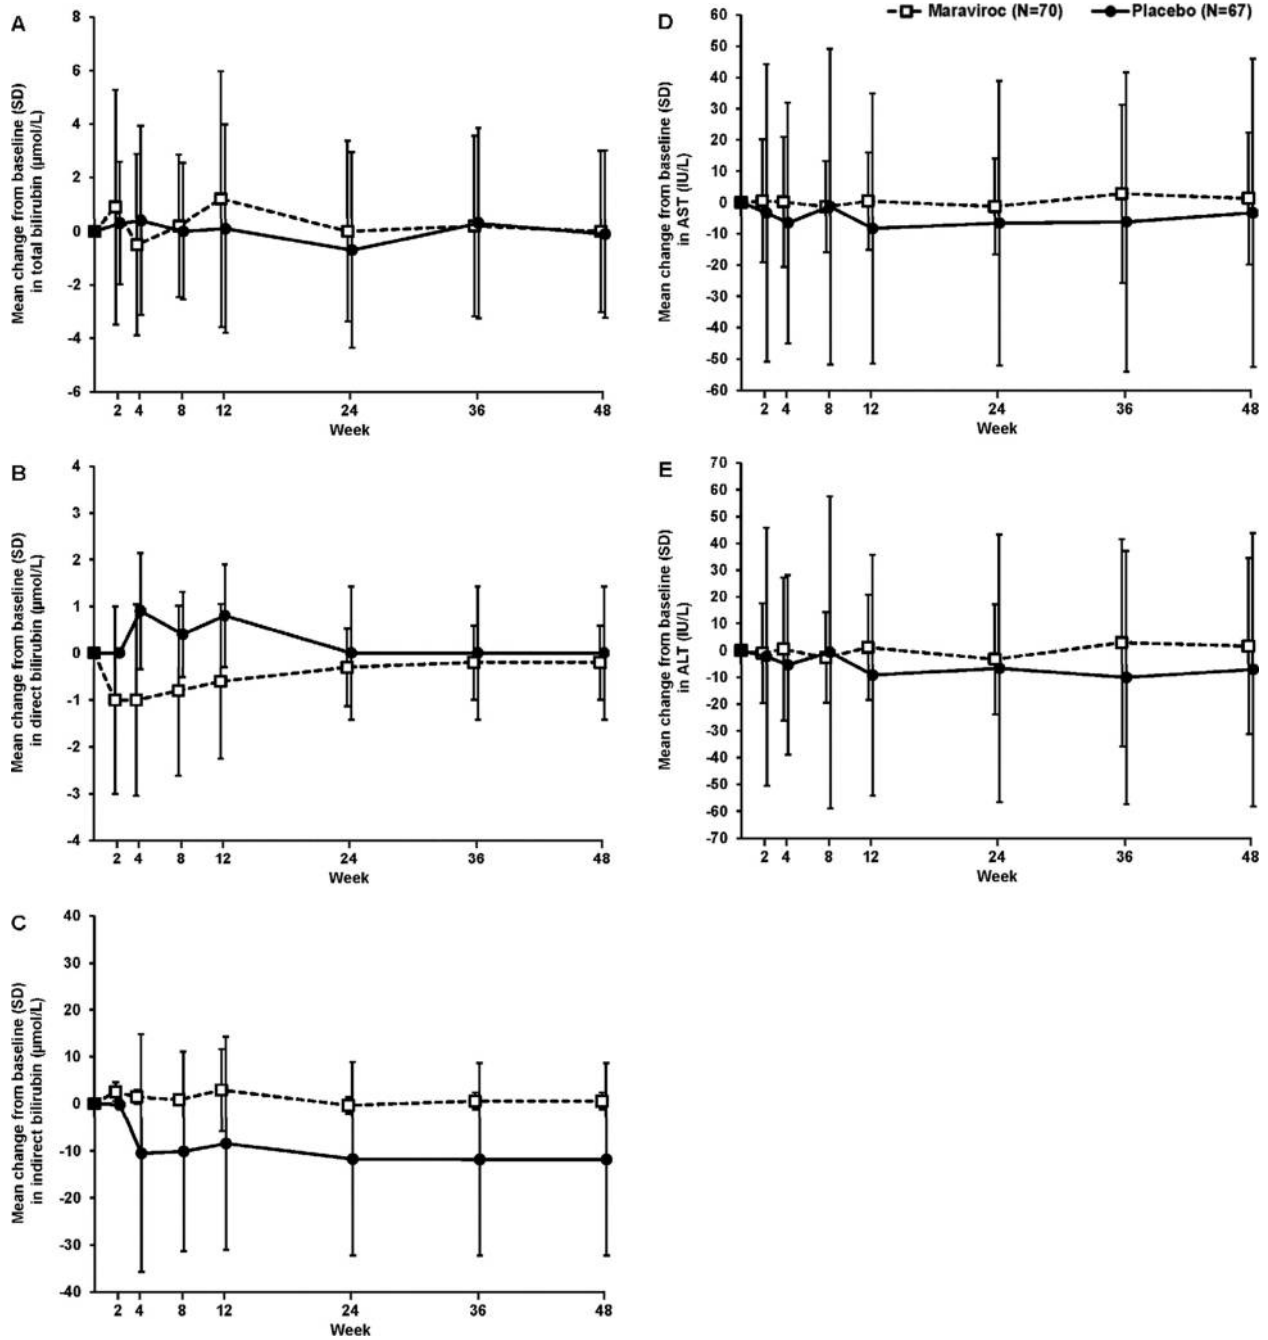 A
Mean change from baseline (SD)
in total bilirubin (µmol/L)
8
6
4
2
0
-2
-4
-6
2 4 8 12 24 36 48
Week
B
Mean change from baseline (SD)
in direct bilirubin (µmol/L)
4
3
2
1
0
-1
-2
-3
-4
2 4 8 12 24 36 48
Week
C
Mean change from baseline (SD)
in indirect bilirubin (µmol/L)
40
30
20
10
0
-10
-20
-30
-40
2 4 8 12 24 36 48
Week
Maraviroc (N=70) Placebo (N=67)
D
Mean change from baseline (SD)
in AST (IU/L)
60
50
40
30
20
10
0
-10
-20
-30
-40
-50
-60
2 4 8 12 24 36 48
Week
E
Mean change from baseline (SD)
in ALT (IU/L)
70
60
50
40
30
20
10
0
-10
-20
-30
-40
-50
-60
-70
2 4 8 12 24 36 48
Week